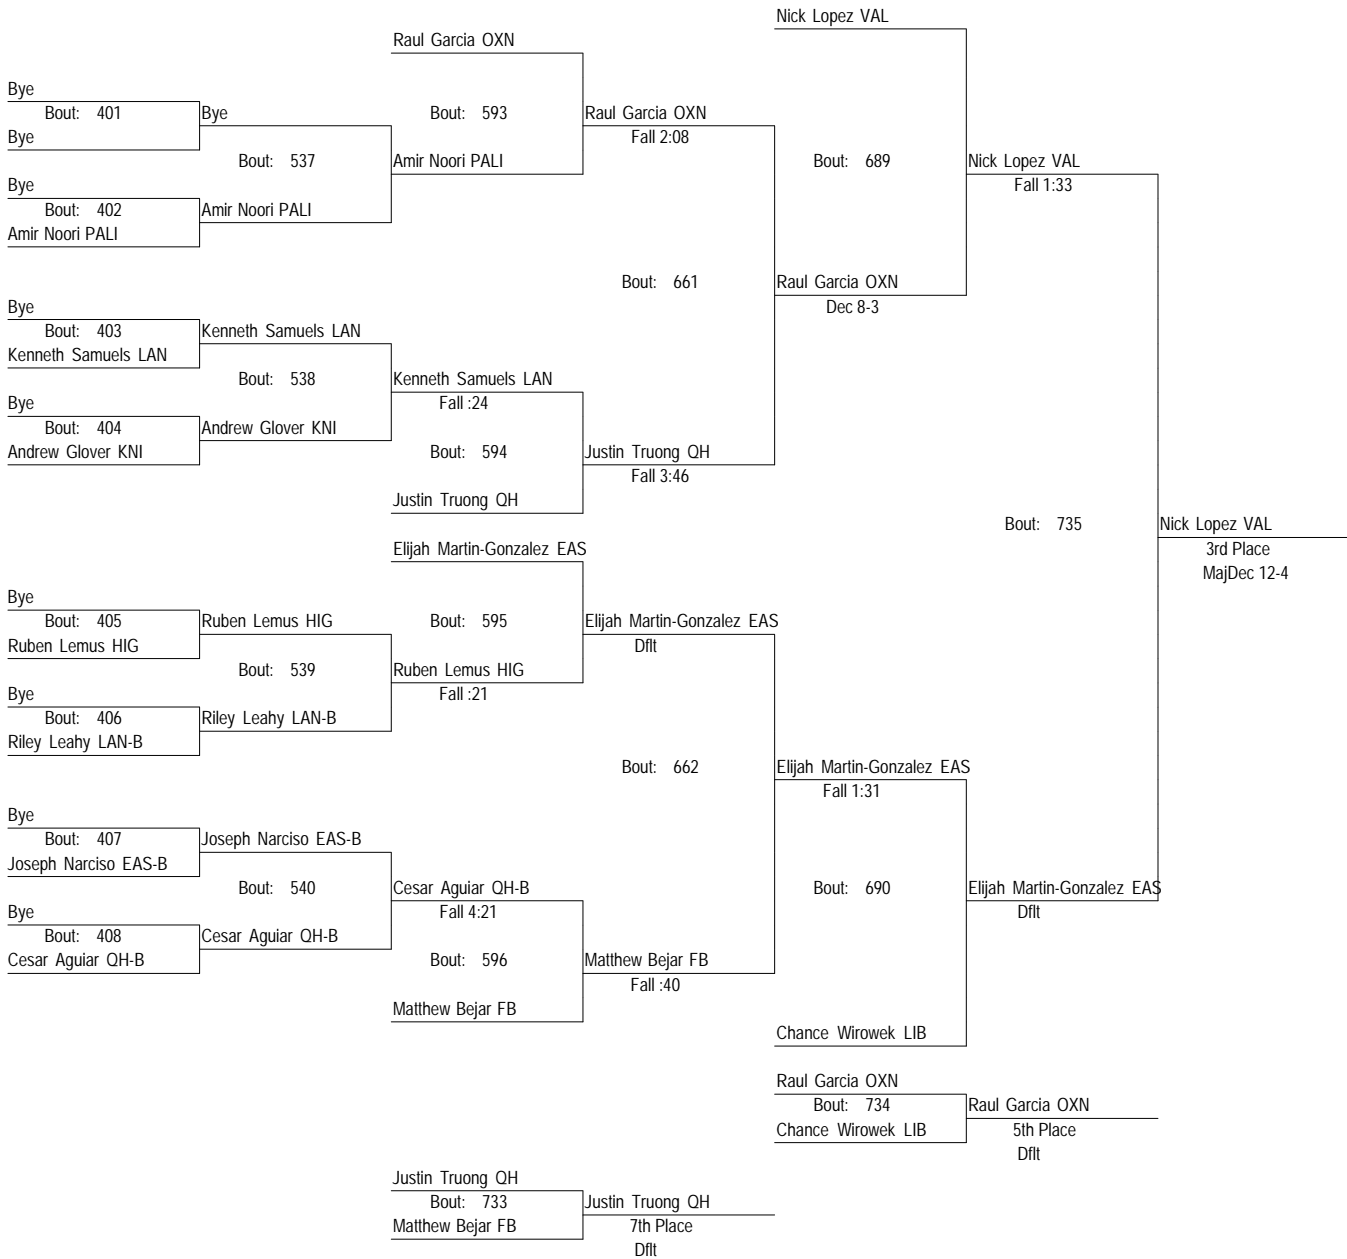 Nick Lopez VAL
Raul Garcia OXN
Bye
Bout: 401
Bye
Bout: 593
Raul Garcia OXN
Bye
Fall 2:08
Bout: 537
Amir Noori PALI
Bout: 689
Nick Lopez VAL
Bye
Fall 1:33
Bout: 402
Amir Noori PALI
Amir Noori PALI
Bout: 661
Raul Garcia OXN
Bye
Dec 8-3
Bout: 403
Kenneth Samuels LAN
Kenneth Samuels LAN
Bout: 538
Kenneth Samuels LAN
Bye
Fall :24
Bout: 404
Andrew Glover KNI
Andrew Glover KNI
Bout: 594
Justin Truong QH
Fall 3:46
Justin Truong QH
Bout: 735
Nick Lopez VAL
Elijah Martin-Gonzalez EAS
3rd Place
MajDec 12-4
Bye
Bout: 405
Ruben Lemus HIG
Bout: 595
Elijah Martin-Gonzalez EAS
Ruben Lemus HIG
Dflt
Bout: 539
Ruben Lemus HIG
Bye
Fall :21
Bout: 406
Riley Leahy LAN-B
Riley Leahy LAN-B
Bout: 662
Elijah Martin-Gonzalez EAS
Fall 1:31
Bye
Bout: 407
Joseph Narciso EAS-B
Joseph Narciso EAS-B
Bout: 540
Cesar Aguiar QH-B
Bout: 690
Elijah Martin-Gonzalez EAS
Bye
Fall 4:21
Dflt
Bout: 408
Cesar Aguiar QH-B
Cesar Aguiar QH-B
Bout: 596
Matthew Bejar FB
Fall :40
Matthew Bejar FB
Chance Wirowek LIB
Raul Garcia OXN
Bout: 734
Raul Garcia OXN
Chance Wirowek LIB
5th Place
Dflt
Justin Truong QH
Bout: 733
Justin Truong QH
Matthew Bejar FB
7th Place
Dflt